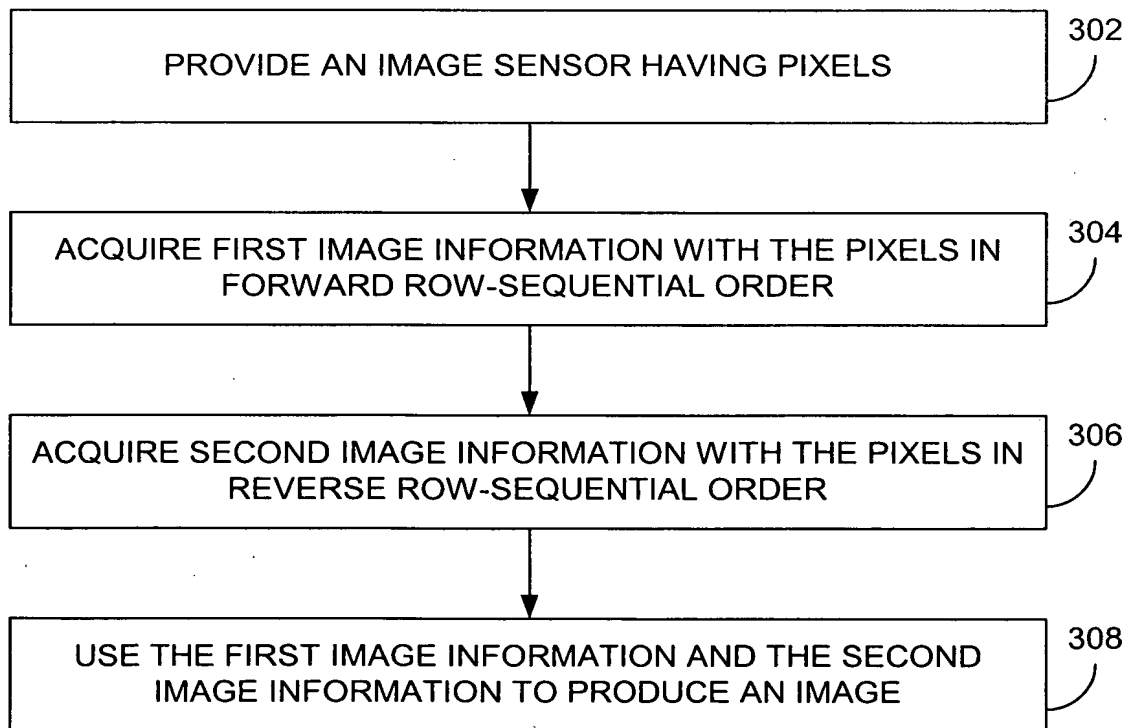 302
PROVIDE AN IMAGE SENSOR HAVING PIXELS
304
ACQUIRE FIRST IMAGE INFORMATION WITH THE PIXELS IN
FORWARD ROW-SEQUENTIAL ORDER
306
ACQUIRE SECOND IMAGE INFORMATION WITH THE PIXELS IN
REVERSE ROW-SEQUENTIAL ORDER
308
USE THE FIRST IMAGE INFORMATION AND THE SECOND
IMAGE INFORMATION TO PRODUCE AN IMAGE